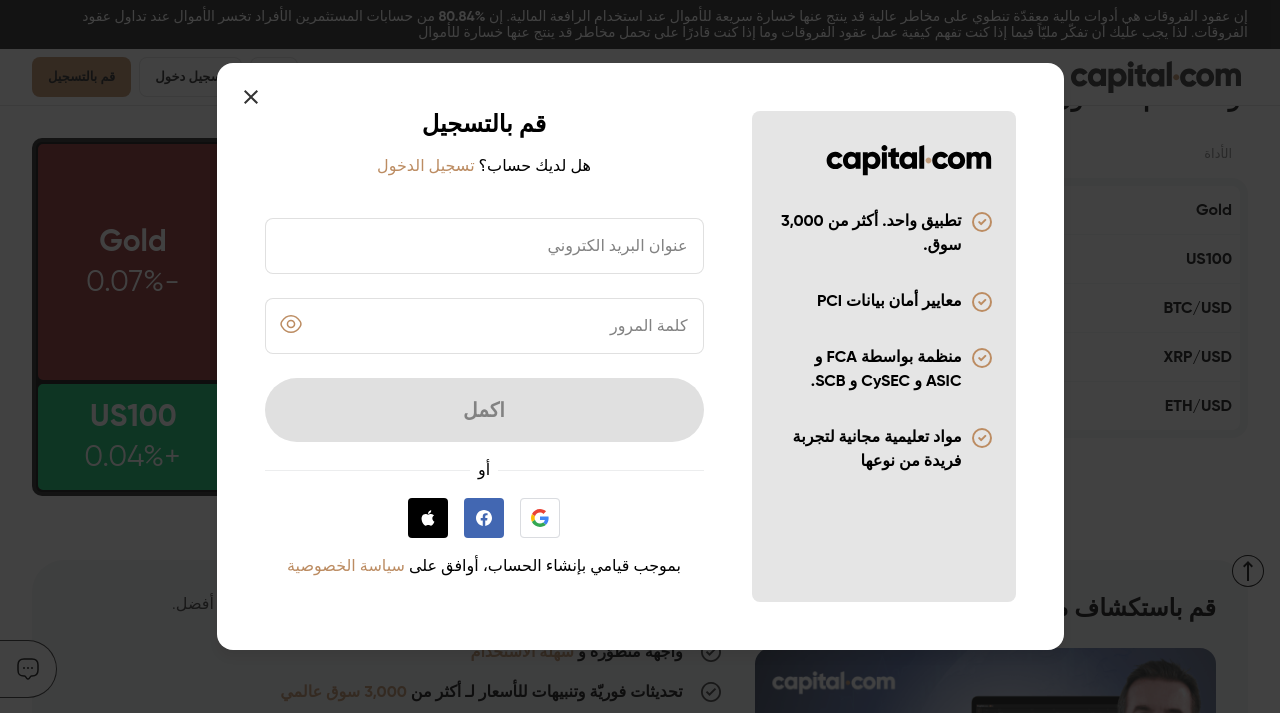 إن عقود الفروقات هي أدوات مالية معقدّة تنطوي على مخاطر عالية قد ينتج عنها خسارة سريعة للأموال عند استخدام الرافعة المالية. إن 80.84% من حسابات المستثمرين الأفراد تخسر الأموال عند تداول عقود
الفروقات. لذا يجب عليك أن تفكّر مليّاً فيما إذا كنت تفهم كيفية عمل عقود الفروقات وما إذا كنت قادرًا على تحمل مخاطر قد ينتج عنها خسارة للأموال
capital.com
قم بالتسجيل
الأداة
Gold
US100
BTC/USD
XRP/USD
ETH/USD
Gold
-0.07%
US100
+0.04%
capital.com
تطبيق واحد. أكثر من 3,000
سوق.
معايير أمان بيانات PCI
منظمة بواسطة FCA و
ASIC و CySEC و SCB.
مواد تعليمية مجانية لتجربة
فريدة من نوعها
قم بالتسجيل
هل لديك حساب؟ تسجيل الدخول
عنوان البريد الكتروني
كلمة المرور
اكمل
أو
بموجب قيامي بإنشاء الحساب، أوافق على سياسة الخصوصية
قم باستكشاف
أفضل.
واجهة متطورة و سهلة الاستخدام
تحديثات فوريّة وتنبيهات للأسعار لـ أكثر من 3,000 سوق عالمي
capital.com